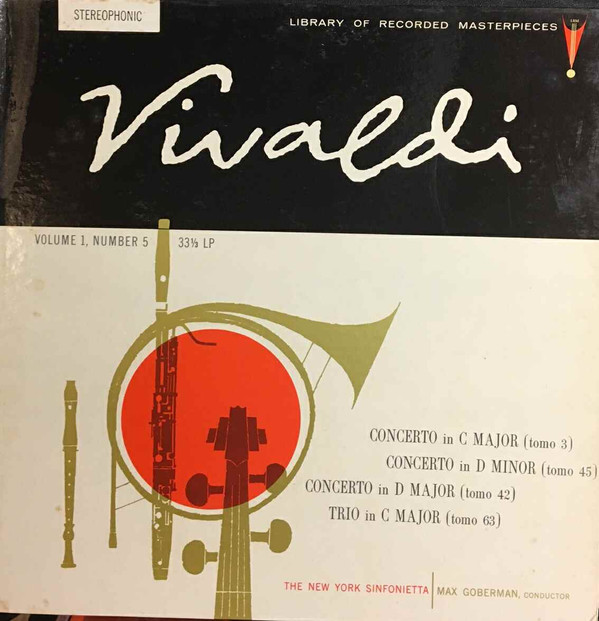 STEREOPHONIC
LIBRARY OF RECORDED MASTERPIECES
Vivaldi
VOLUME 1, NUMBER 5 33⅓ LP
CONCERTO in C MAJOR (tomo 3)
CONCERTO in D MINOR (tomo 45)
CONCERTO in D MAJOR (tomo 42)
TRIO in C MAJOR (tomo 63)
THE NEW YORK SINFONIETTA | MAX GOBERMAN, CONDUCTOR